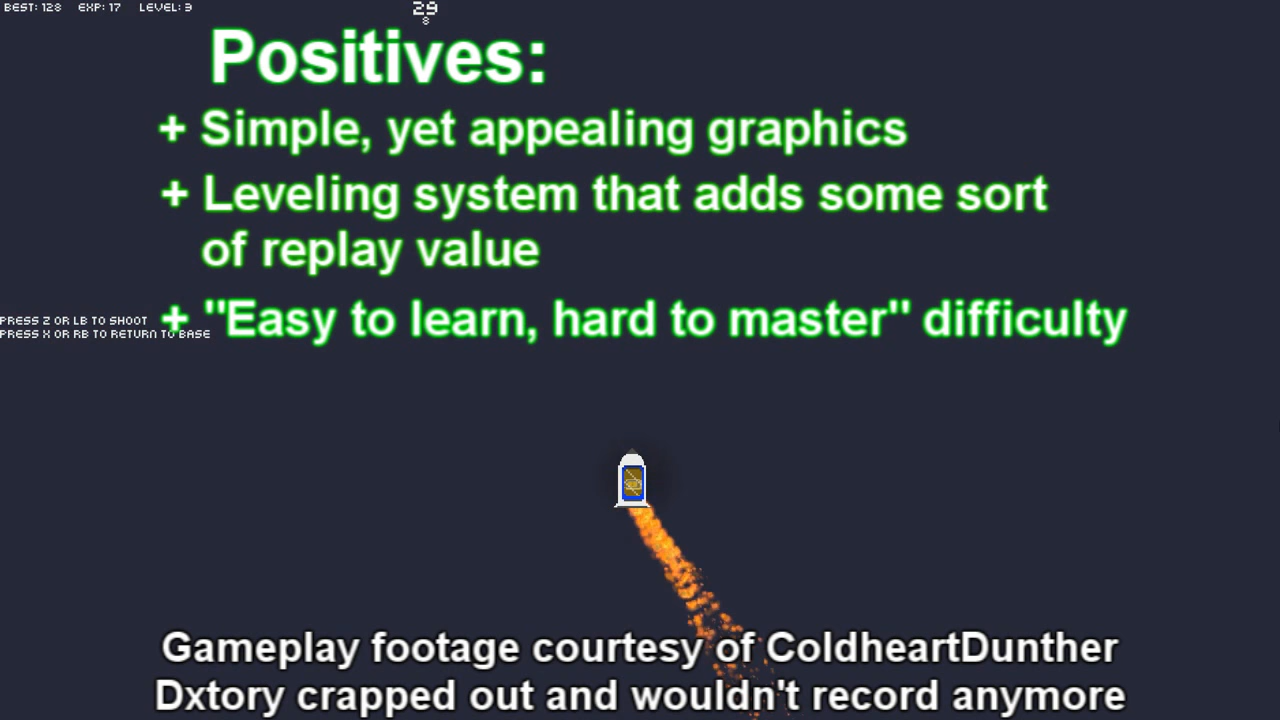 BEST: 128 EXP: 17 LEVEL: 3
29
8
Positives:
+ Simple, yet appealing graphics
+ Leveling system that adds some sort
of replay value
+ "Easy to learn, hard to master" difficulty
PRESS Z OR LB TO SHOOT
PRESS X OR RB TO RETURN TO BASE
Gameplay footage courtesy of ColdheartDunther
Dxtory crapped out and wouldn't record anymore